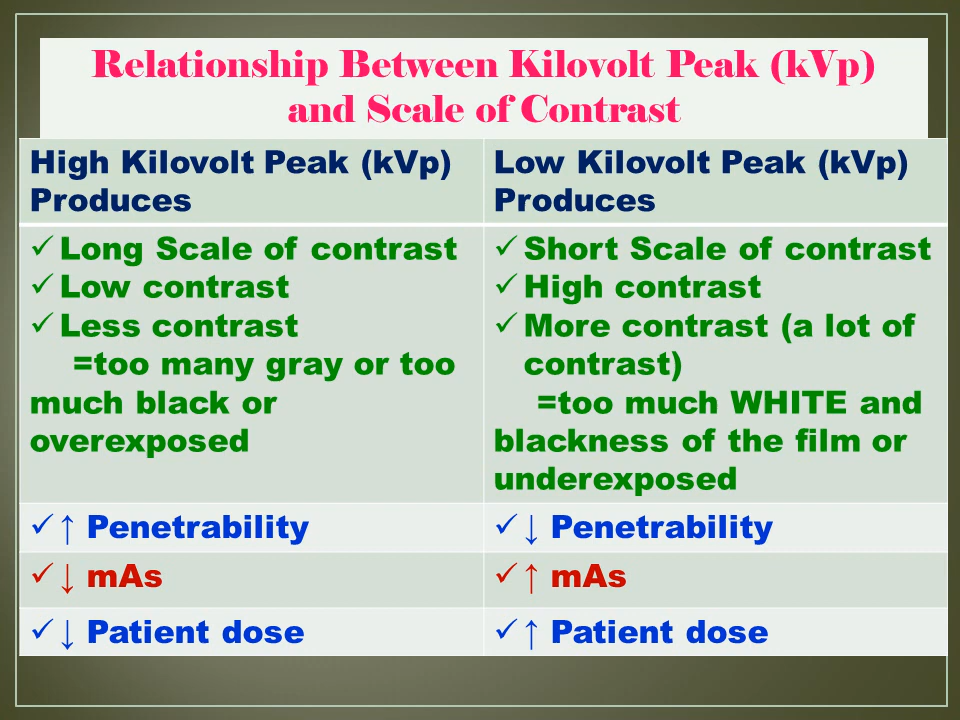 Relationship Between Kilovolt Peak (kVp)
and Scale of Contrast
High Kilovolt Peak (kVp)
Produces
Low Kilovolt Peak (kVp)
Produces
✓ Long Scale of contrast
✓ Low contrast
✓ Less contrast
=too many gray or too
much black or
overexposed
✓ Short Scale of contrast
✓ High contrast
✓ More contrast (a lot of
contrast)
=too much WHITE and
blackness of the film or
underexposed
✓ ↑ Penetrability
✓ ↓ Penetrability
✓ ↓ mAs
✓ ↑ mAs
✓ ↓ Patient dose
✓ ↑ Patient dose